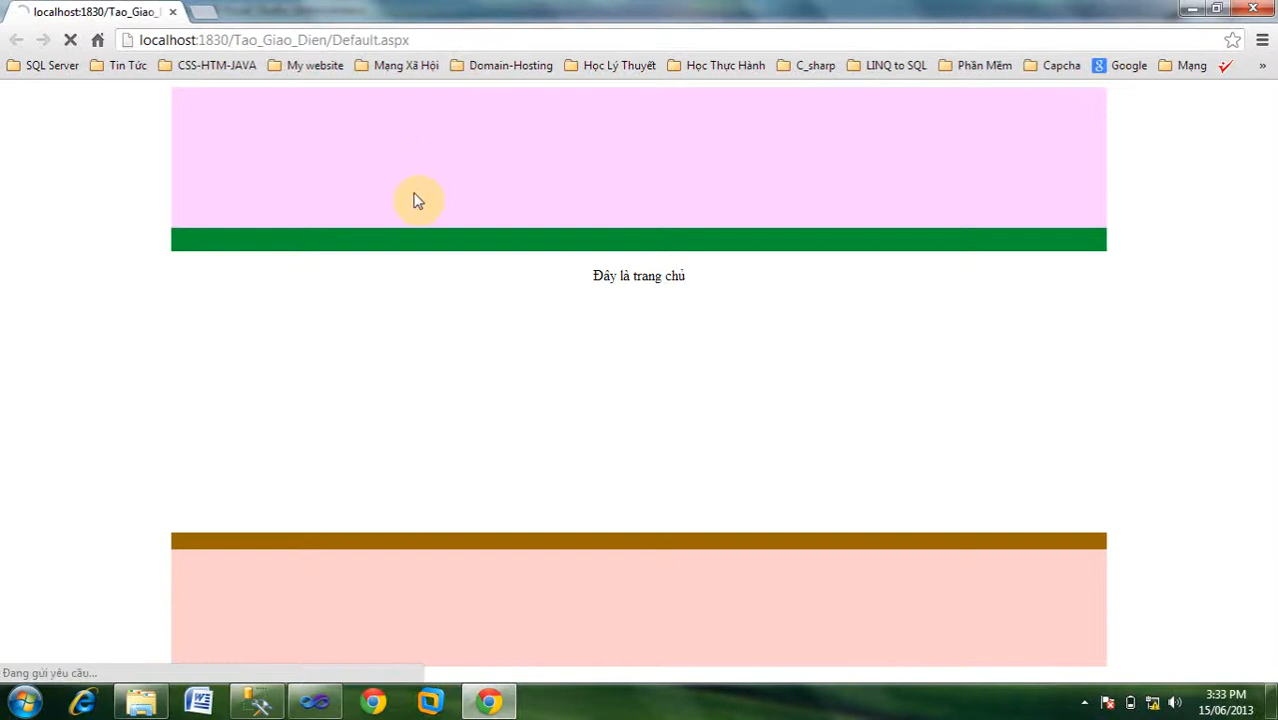 localhost:1830/Tao_Giao_
localhost:1830/Tao_Giao_Dien/Default.aspx
SQL Server Tin Tức CSS-HTM-JAVA My website Mạng Xã Hội Domain-Hosting Học Lý Thuyết Học Thực Hành C_sharp LINQ to SQL Phần Mềm Capcha Google Mạng »
Đây là trang chủ
Đang gửi yêu cầu...
3:33 PM
15/06/2013